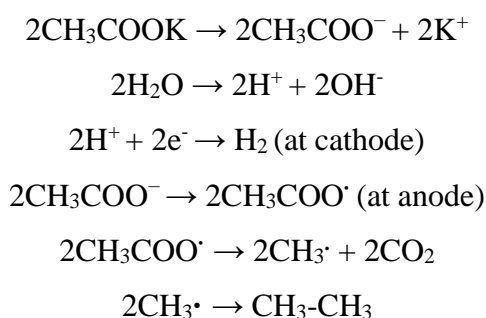 2CH₃COOK → 2CH₃COO⁻ + 2K⁺
2H₂O → 2H⁺ + 2OH⁻
2H⁺ + 2e⁻ → H₂ (at cathode)
2CH₃COO⁻ → 2CH₃COO˙ (at anode)
2CH₃COO˙ → 2CH₃˙ + 2CO₂
2CH₃• → CH₃-CH₃